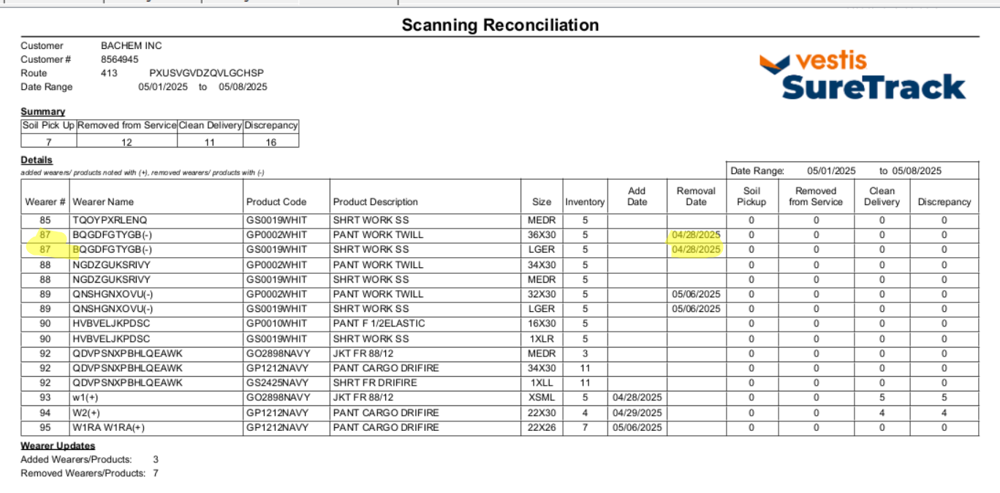 Scanning Reconciliation
Customer BACHEM INC
Customer # 8564945
Route 413 PXUSVGVDZQVLGCHSP
Date Range 05/01/2025 to 05/08/2025
vestis
SureTrack
Summary
Soil Pick Up Removed from Service Clean Delivery Discrepancy
7 12 11 16
Details
added wearers/ products noted with (+), removed wearers/ products with (-)
Date Range: 05/01/2025 to 05/08/2025
Wearer # Wearer Name Product Code Product Description Size Inventory Add Date Removal Date Soil Pickup Removed from Service Clean Delivery Discrepancy
85 TQOYPXRLENQ GS0019WHIT SHRT WORK SS MEDR 5 0 0 0 0
87 BQGDFGTYGB(-) GP0002WHIT PANT WORK TWILL 36X30 5 04/28/2025 0 0 0 0
87 BQGDFGTYGB(-) GS0019WHIT SHRT WORK SS LGER 5 04/28/2025 0 0 0 0
88 NGDZGUKSRIVY GP0002WHIT PANT WORK TWILL 34X30 5 0 0 0 0
88 NGDZGUKSRIVY GS0019WHIT SHRT WORK SS MEDR 5 0 0 0 0
89 QNSHGNXOVU(-) GP0002WHIT PANT WORK TWILL 32X30 5 05/06/2025 0 0 0 0
89 QNSHGNXOVU(-) GS0019WHIT SHRT WORK SS LGER 5 05/06/2025 0 0 0 0
90 HVBVELJKPDSC GP0010WHIT PANT F 1/2ELASTIC 16X30 5 0 0 0 0
90 HVBVELJKPDSC GS0019WHIT SHRT WORK SS 1XLR 5 0 0 0 0
92 QDVPSNXPBHLQEAWK GO2898NAVY JKT FR 88/12 MEDR 3 0 0 0 0
92 QDVPSNXPBHLQEAWK GP1212NAVY PANT CARGO DRIFIRE 34X30 11 0 0 0 0
92 QDVPSNXPBHLQEAWK GS2425NAVY SHRT FR DRIFIRE 1XLL 11 0 0 0 0
93 w1(+) GO2898NAVY JKT FR 88/12 XSML 5 04/28/2025 0 0 5 5
94 W2(+) GP1212NAVY PANT CARGO DRIFIRE 22X30 4 04/29/2025 0 0 4 4
95 W1RA W1RA(+) GP1212NAVY PANT CARGO DRIFIRE 22X26 7 05/06/2025 0 0 0 0
Wearer Updates
Added Wearers/Products: 3
Removed Wearers/Products: 7